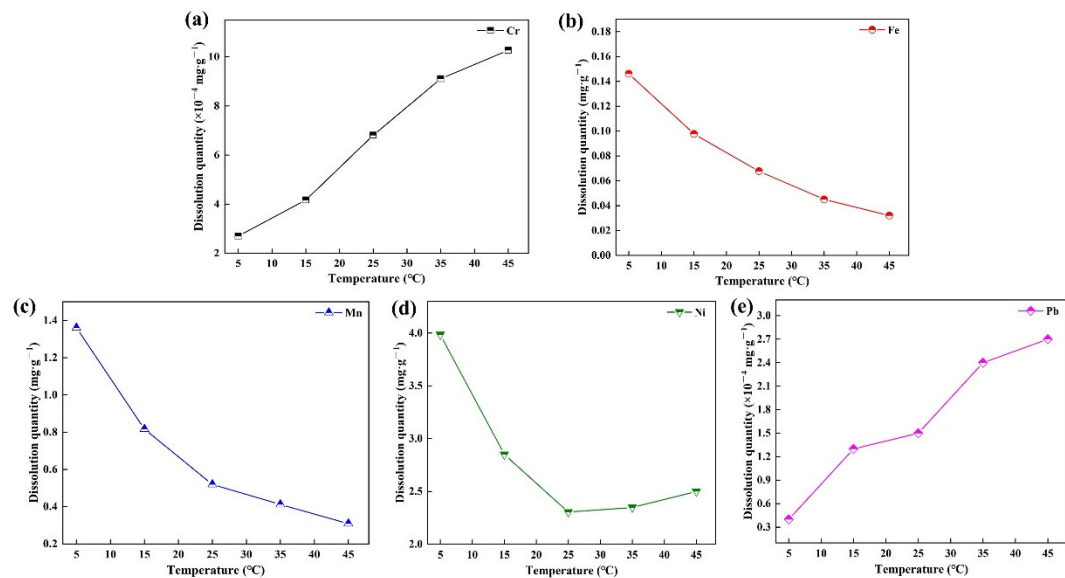 (a)
Cr
Dissolution quantity (×10⁻⁴ mg·g⁻¹)
10
8
6
4
2
5 10 15 20 25 30 35 40 45
Temperature (℃)
(b)
Fe
Dissolution quantity (mg·g⁻¹)
0.18
0.16
0.14
0.12
0.10
0.08
0.06
0.04
0.02
0.00
5 10 15 20 25 30 35 40 45
Temperature (℃)
(c)
Mn
Dissolution quantity (mg·g⁻¹)
1.4
1.2
1.0
0.8
0.6
0.4
0.2
5 10 15 20 25 30 35 40 45
Temperature (℃)
(d)
Ni
Dissolution quantity (mg·g⁻¹)
4.0
3.5
3.0
2.5
2.0
5 10 15 20 25 30 35 40 45
Temperature (℃)
(e)
Pb
Dissolution quantity (×10⁻⁴ mg·g⁻¹)
3.0
2.7
2.4
2.1
1.8
1.5
1.2
0.9
0.6
0.3
5 10 15 20 25 30 35 40 45
Temperature (℃)